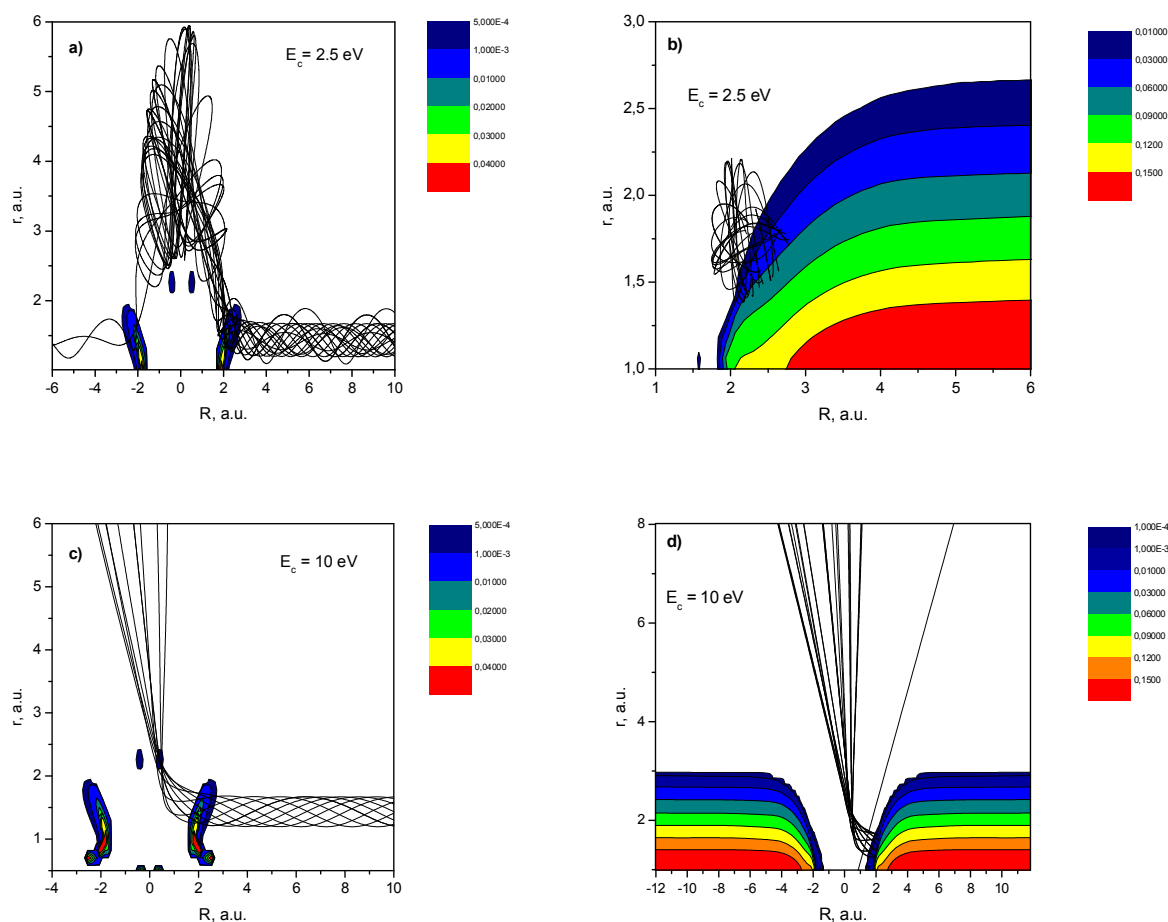 a)
E_c = 2.5 eV
r, a.u.
6
5
4
3
2
1
-6 -4 -2 0 2 4 6 8 10
R, a.u.
5,000E-4
1,000E-3
0,01000
0,02000
0,03000
0,04000
b)
E_c = 2.5 eV
r, a.u.
3,0
2,5
2,0
1,5
1,0
1 2 3 4 5 6
R, a.u.
0,01000
0,03000
0,06000
0,09000
0,1200
0,1500
c)
E_c = 10 eV
r, a.u.
6
5
4
3
2
1
-4 -2 0 2 4 6 8 10
R, a.u.
5,000E-4
1,000E-3
0,01000
0,02000
0,03000
0,04000
d)
E_c = 10 eV
r, a.u.
8
6
4
2
-12 -10 -8 -6 -4 -2 0 2 4 6 8 10
R, a.u.
1,000E-4
1,000E-3
0,01000
0,03000
0,06000
0,09000
0,1200
0,1500